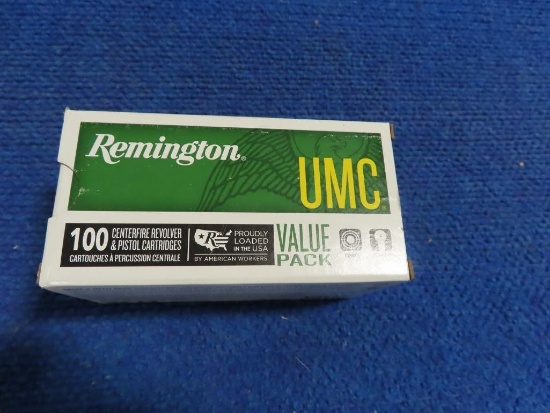 Remington®
UMC
100 CENTERFIRE REVOLVER & PISTOL CARTRIDGES
CARTOUCHES À PERCUSSION CENTRALE
R PROUDLY LOADED IN THE USA
BY AMERICAN WORKERS
VALUE PACK